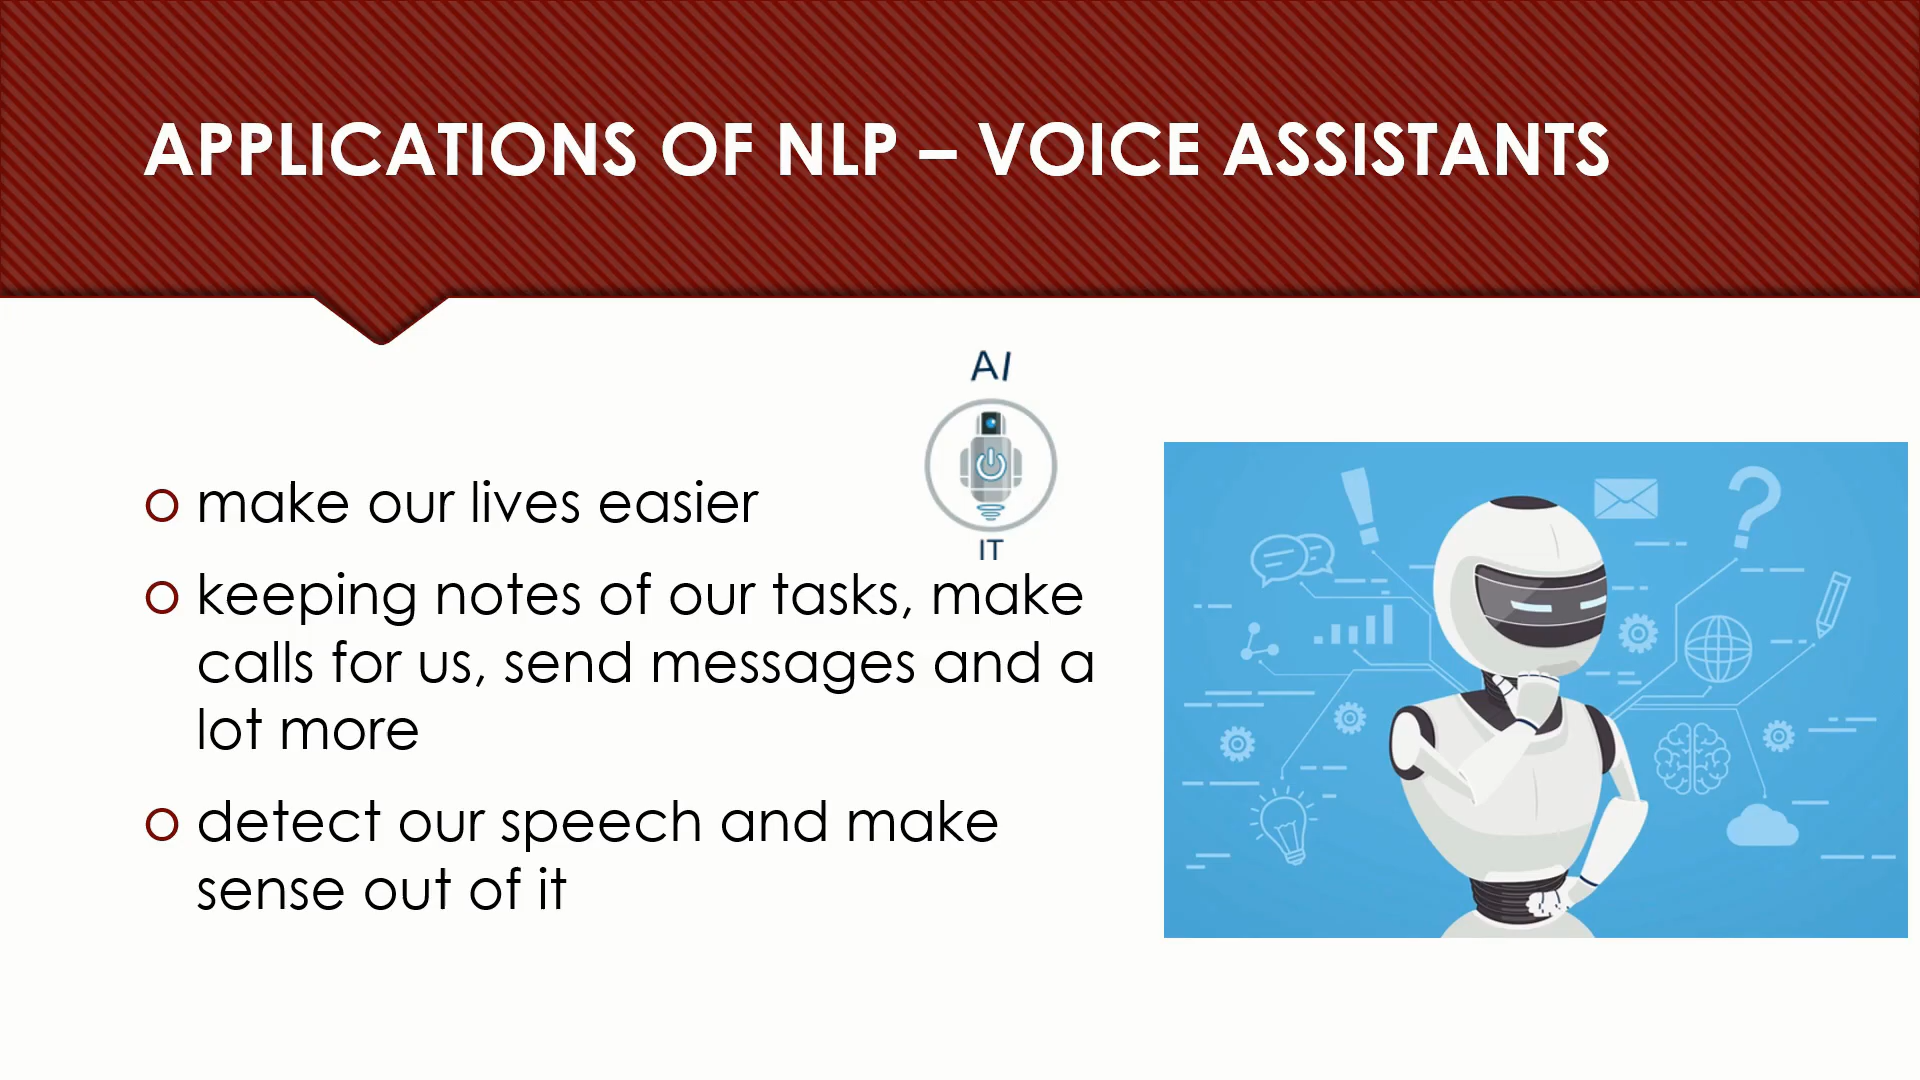 APPLICATIONS OF NLP – VOICE ASSISTANTS
AI
IT
make our lives easier
keeping notes of our tasks, make
calls for us, send messages and a
lot more
detect our speech and make
sense out of it